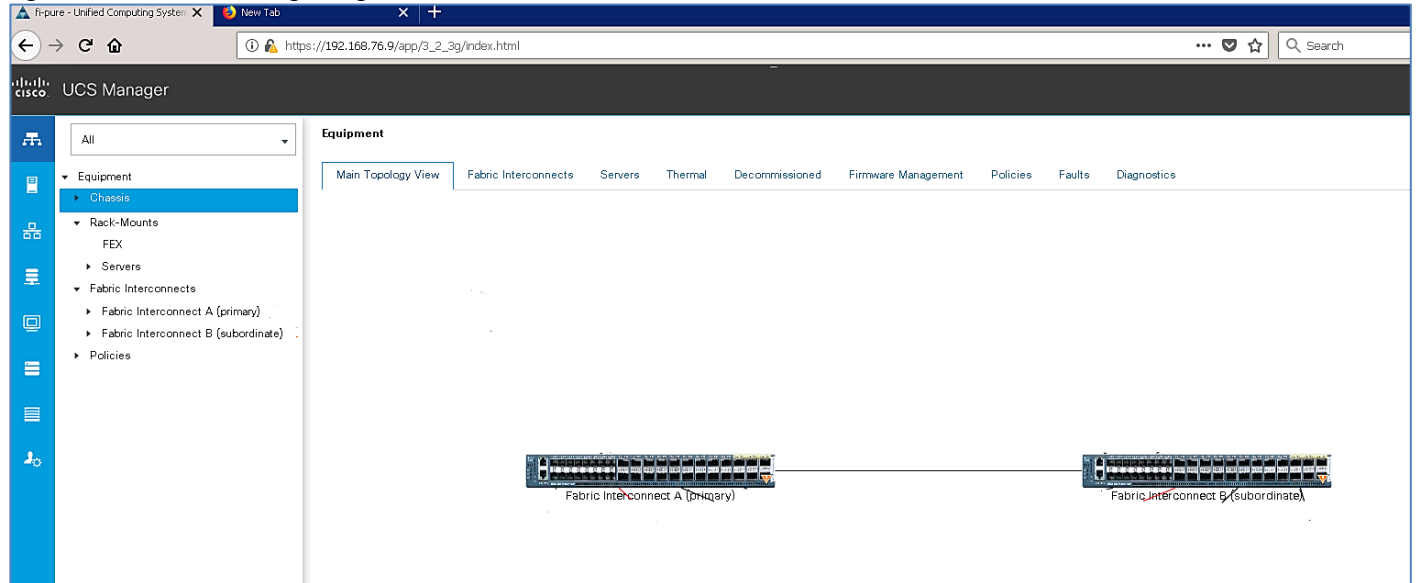 fi-pure - Unified Computing System
New Tab
https://192.168.76.9/app/3_2_3g/index.html
Search
cisco. UCS Manager
All
Equipment
Chassis
Rack-Mounts
FEX
Servers
Fabric Interconnects
Fabric Interconnect A (primary)
Fabric Interconnect B (subordinate)
Policies
Equipment
Main Topology View Fabric Interconnects Servers Thermal Decommissioned Firmware Management Policies Faults Diagnostics
Fabric Interconnect A (primary)
Fabric Interconnect B (subordinate)